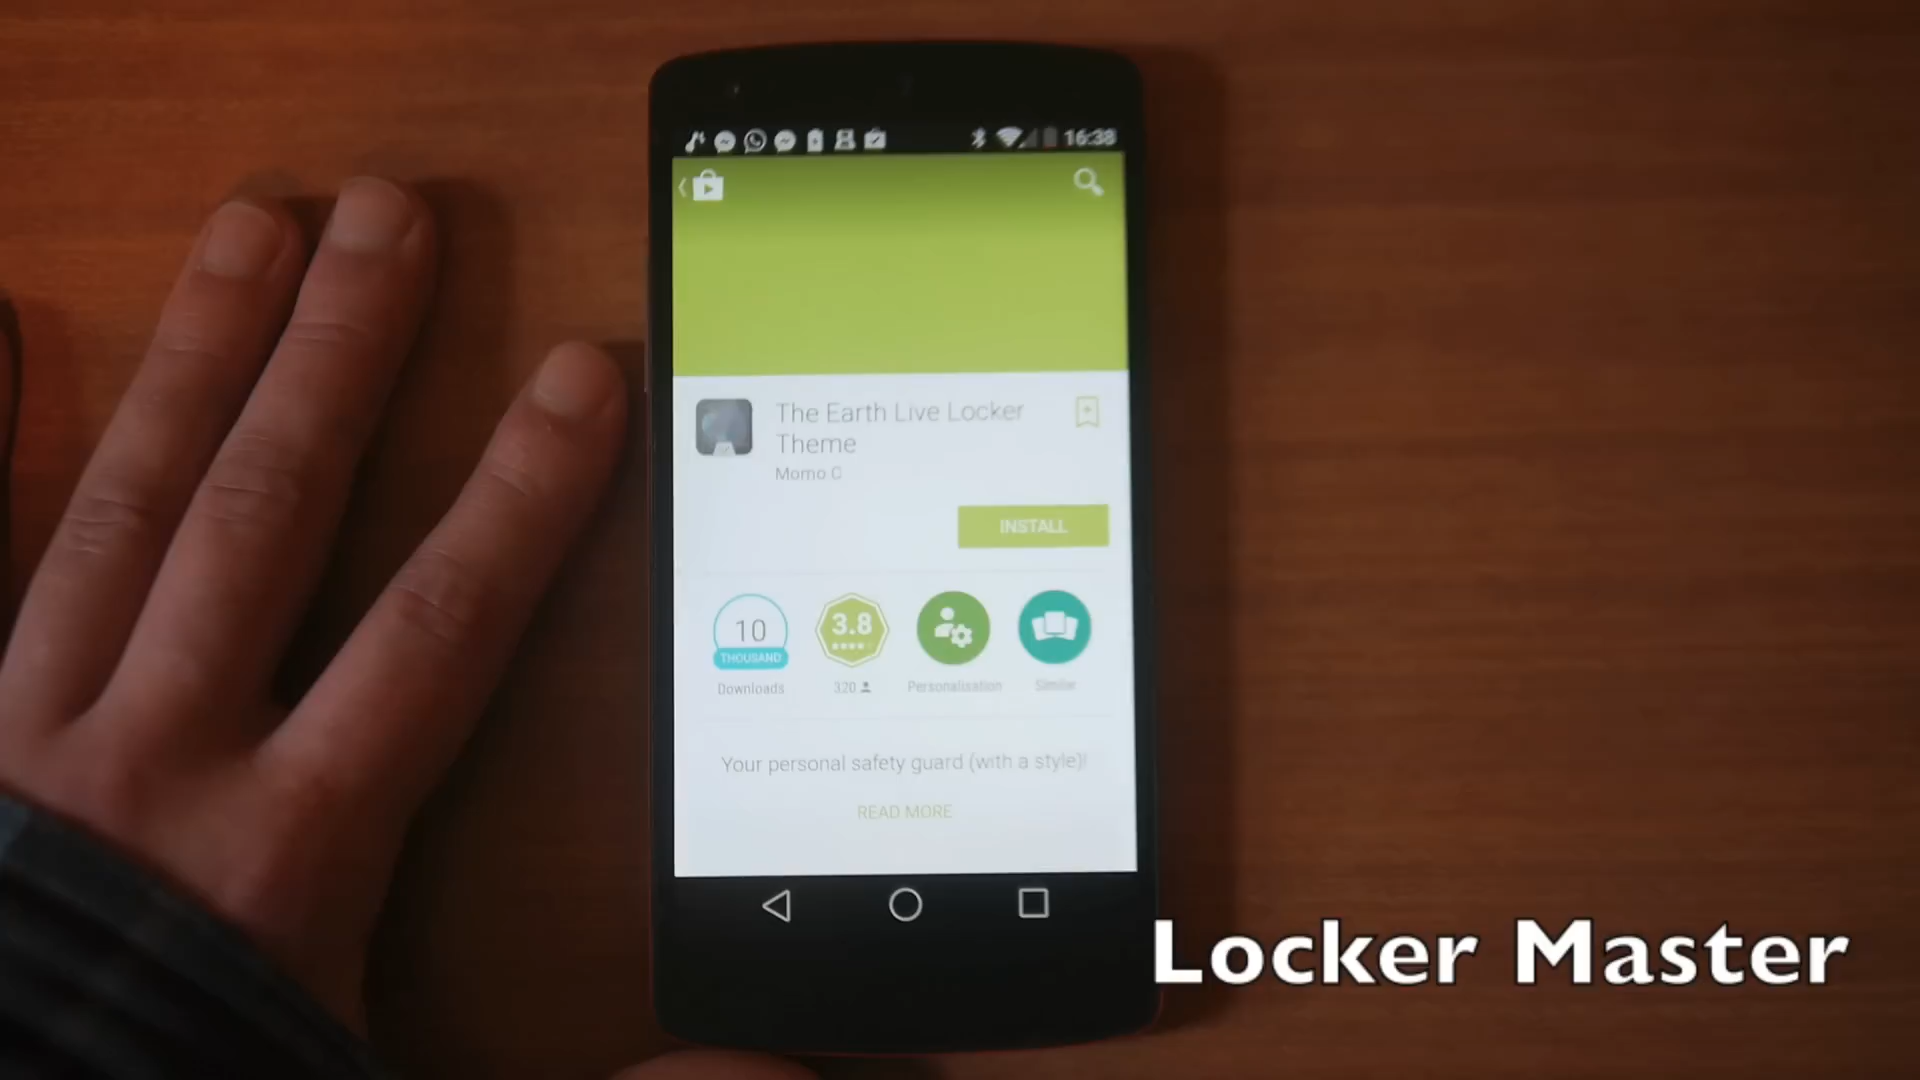 16:38
The Earth Live Locker
Theme
Momo C
INSTALL
10
THOUSAND
3.8
Downloads
320
Personalisation
Similar
Your personal safety guard (with a style)!
READ MORE
Locker Master